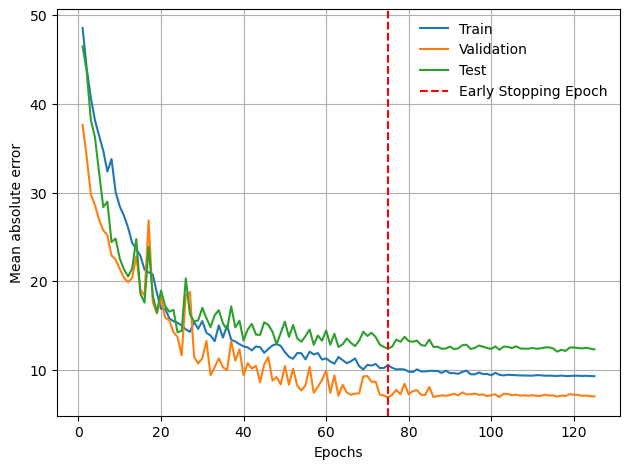 50
40
30
20
10
Mean absolute error
Train
Validation
Test
Early Stopping Epoch
0 20 40 60 80 100 120
Epochs